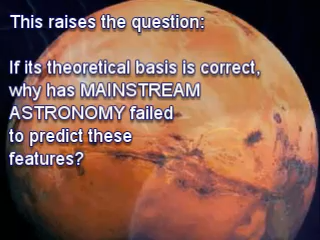 This raises the question:
If its theoretical basis is correct,
why has MAINSTREAM
ASTRONOMY failed
to predict these
features?